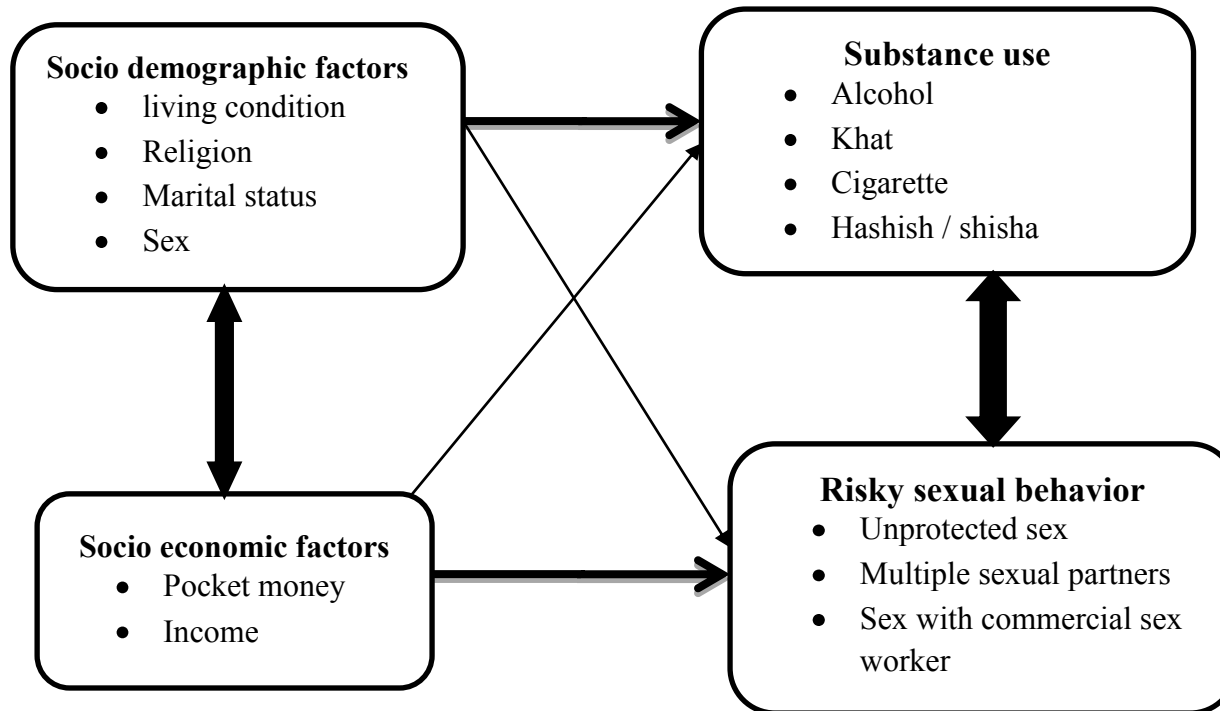 Socio demographic factors
• living condition
• Religion
• Marital status
• Sex
Substance use
• Alcohol
• Khat
• Cigarette
• Hashish / shisha
Socio economic factors
• Pocket money
• Income
Risky sexual behavior
• Unprotected sex
• Multiple sexual partners
• Sex with commercial sex
worker